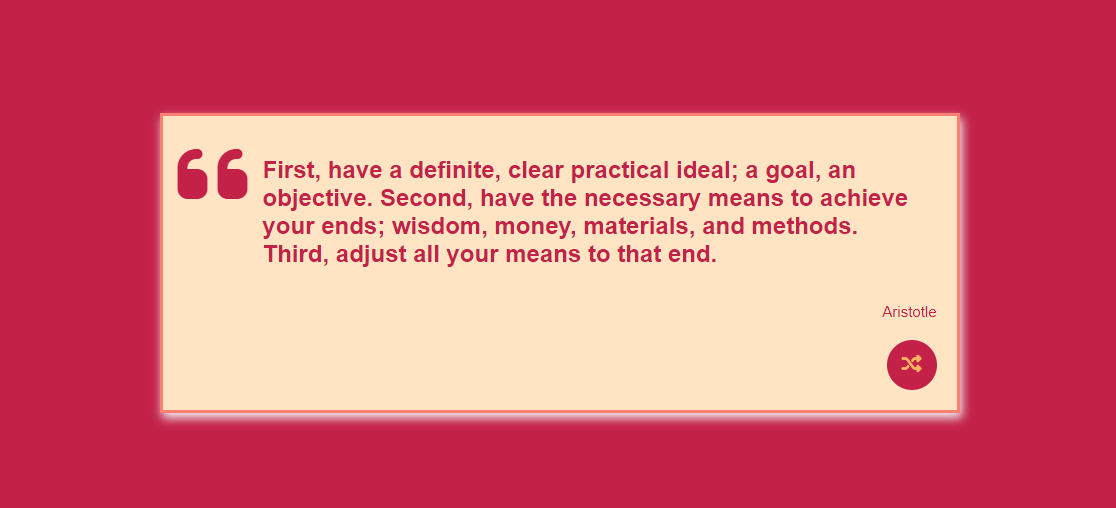 First, have a definite, clear practical ideal; a goal, an
objective. Second, have the necessary means to achieve
your ends; wisdom, money, materials, and methods.
Third, adjust all your means to that end.
Aristotle